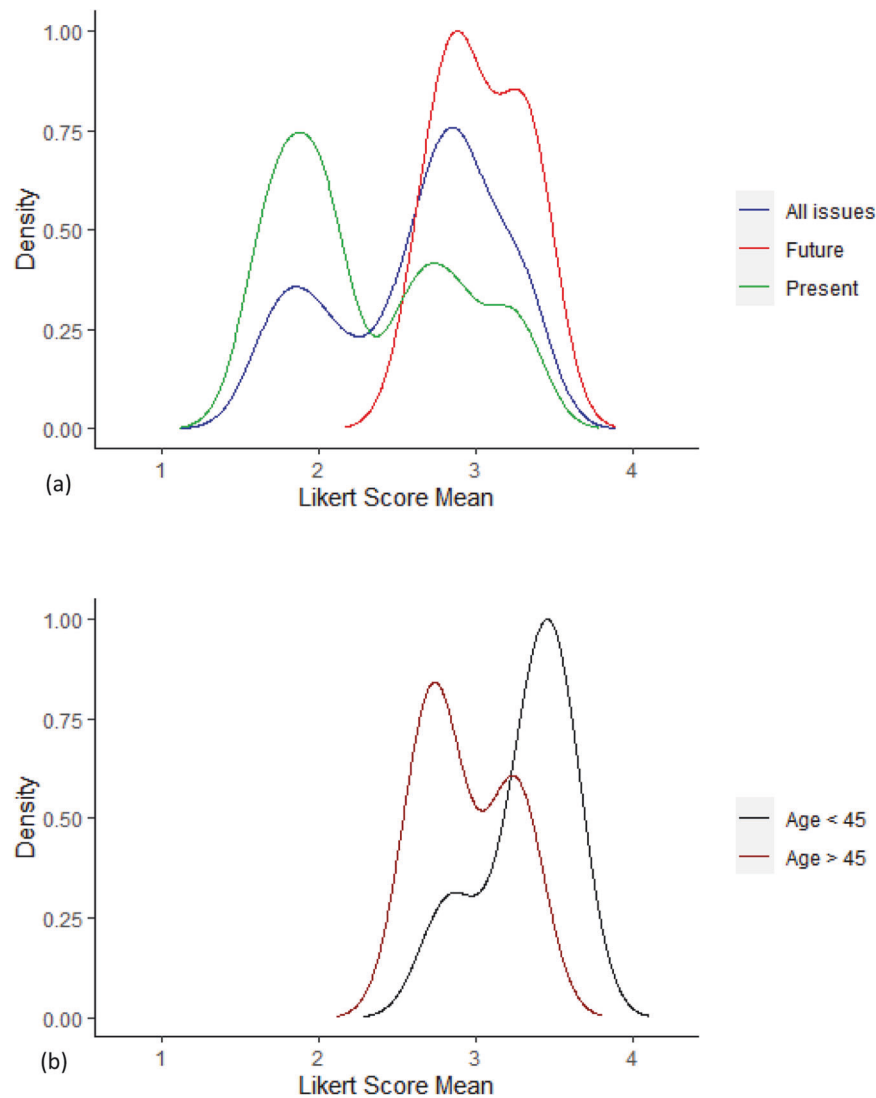 1.00
0.75
0.50
0.25
0.00
Density
1 2 3 4
(a)
Likert Score Mean
All issues
Future
Present
1.00
0.75
0.50
0.25
0.00
Density
1 2 3 4
(b)
Likert Score Mean
Age < 45
Age > 45